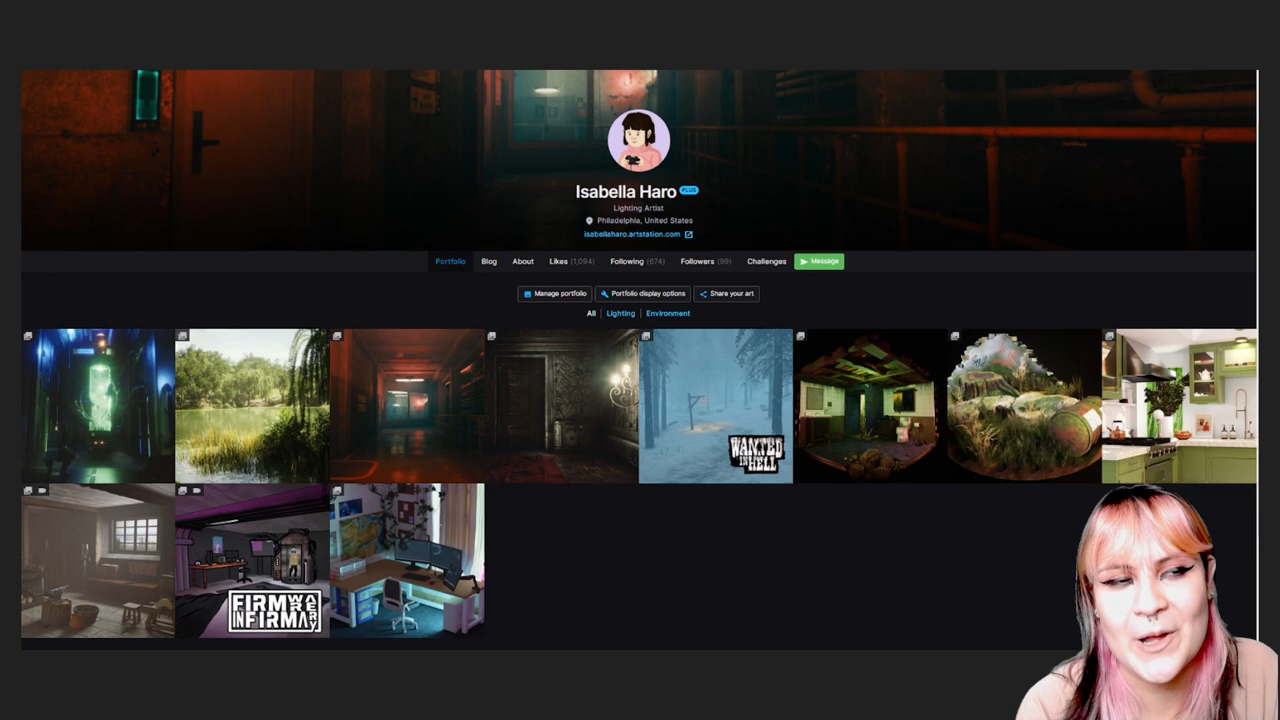 Isabella Haro PLUS
Lighting Artist
Philadelphia, United States
isabellaharo.artstation.com
Portfolio Blog About Likes (1,094) Following (674) Followers (99) Challenges Message
Manage portfolio Portfolio display options Share your art
All | Lighting | Environment
WANTED
IN HELL
FIRMWARE
INFIRMARY